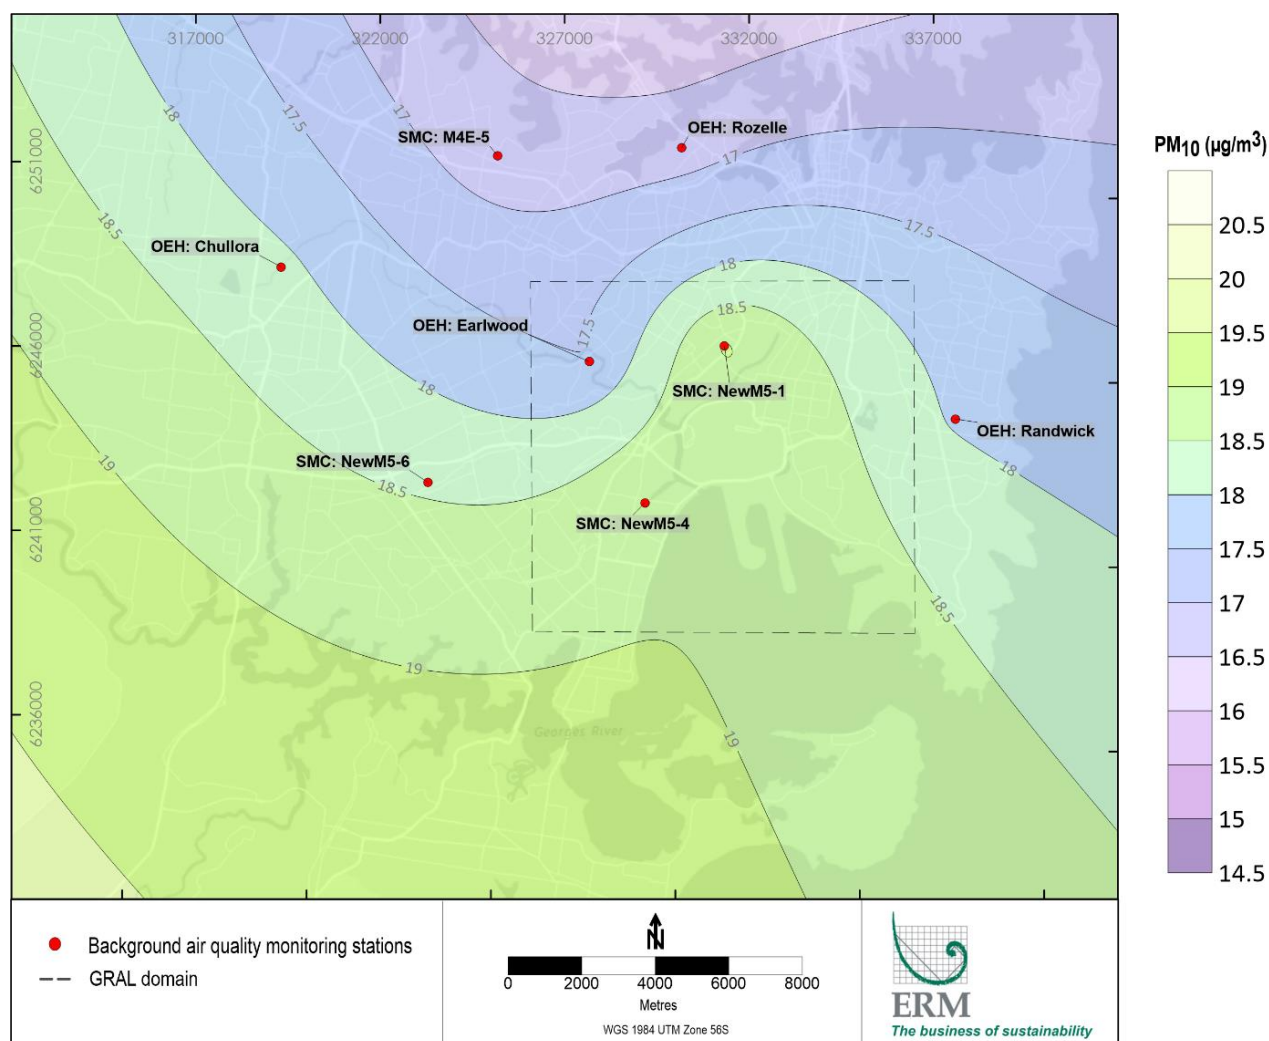 317000
322000
327000
332000
337000
6251000
6246000
6241000
6236000
18
17.5
17
SMC: M4E-5
OEH: Rozelle
17
18.5
OEH: Chullora
17.5
18
OEH: Earlwood
17.5
18.5
SMC: NewM5-1
18
OEH: Randwick
18
SMC: NewM5-6
18.5
19
SMC: NewM5-4
18.5
19
Georges River
19
PM10 (µg/m³)
20.5
20
19.5
19
18.5
18
17.5
17
16.5
16
15.5
15
14.5
Background air quality monitoring stations
GRAL domain
N
0 2000 4000 6000 8000
Metres
WGS 1984 UTM Zone 56S
ERM
The business of sustainability